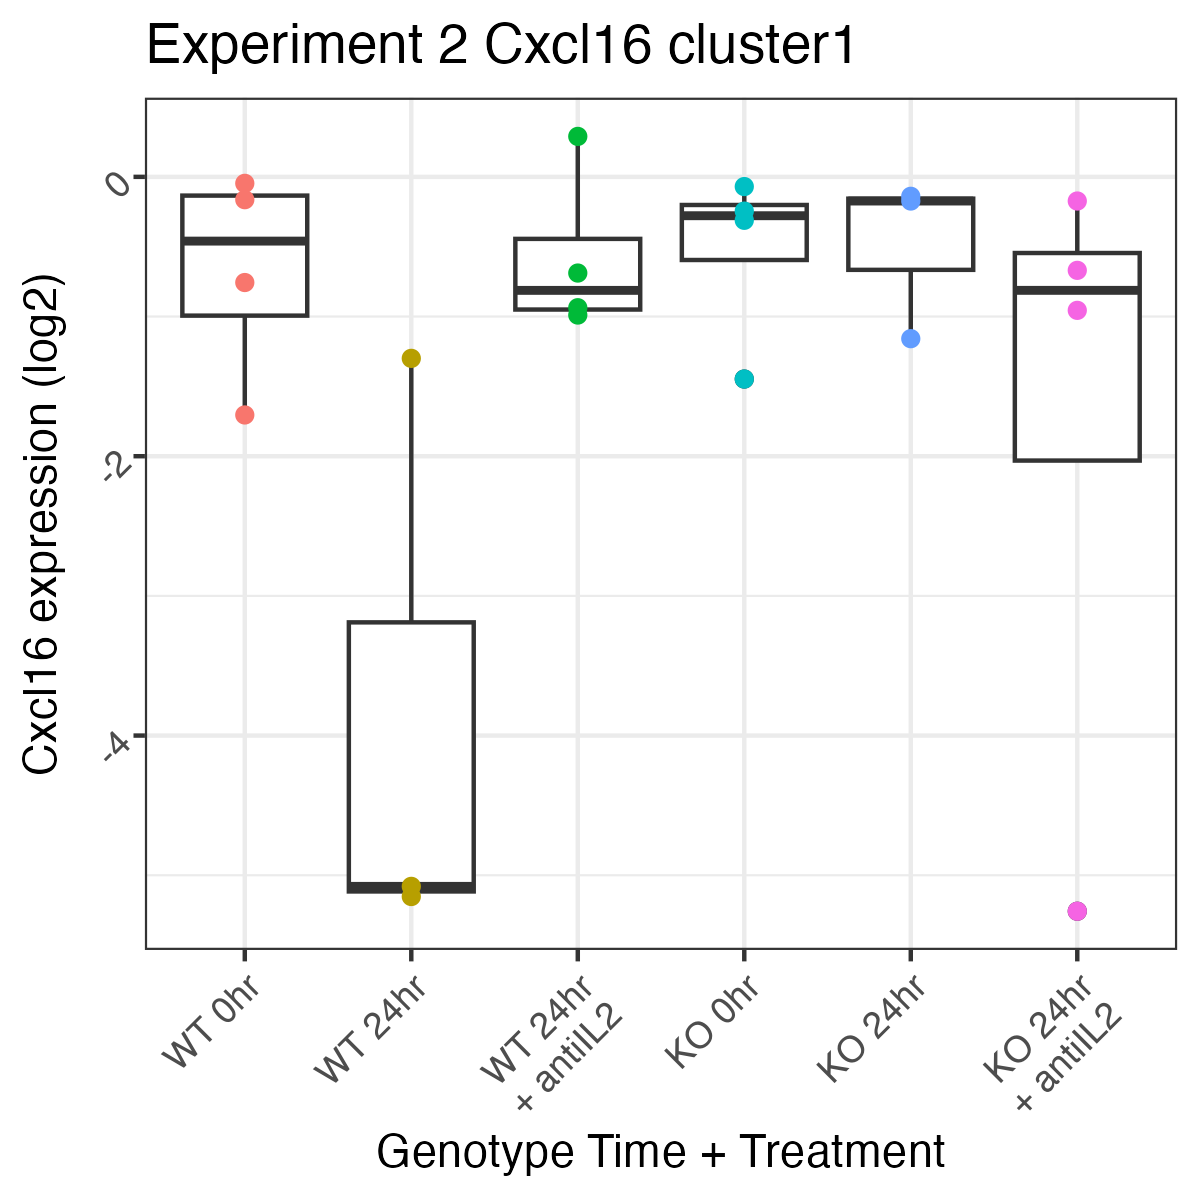 Experiment 2 Cxcl16 cluster1
Cxcl16 expression (log2)
0
-2
-4
WT 0hr
WT 24hr
WT 24hr
+ antiIL2
KO 0hr
KO 24hr
KO 24hr
+ antiIL2
Genotype Time + Treatment